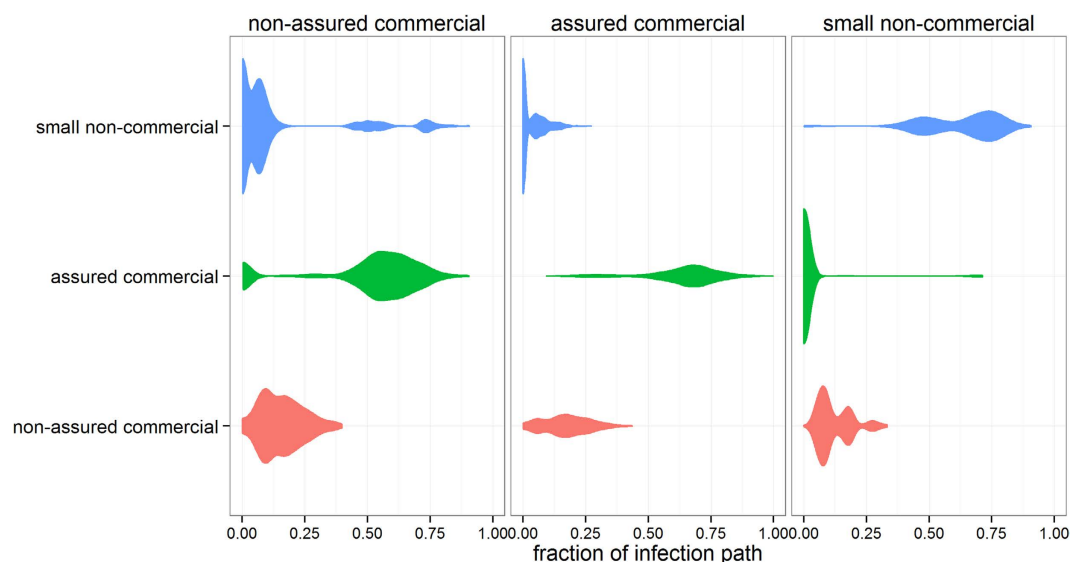 non-assured commercial assured commercial small non-commercial
small non-commercial
assured commercial
non-assured commercial
0.00 0.25 0.50 0.75 1.00 0.00 0.25 0.50 0.75 1.00 0.00 0.25 0.50 0.75 1.00
fraction of infection path